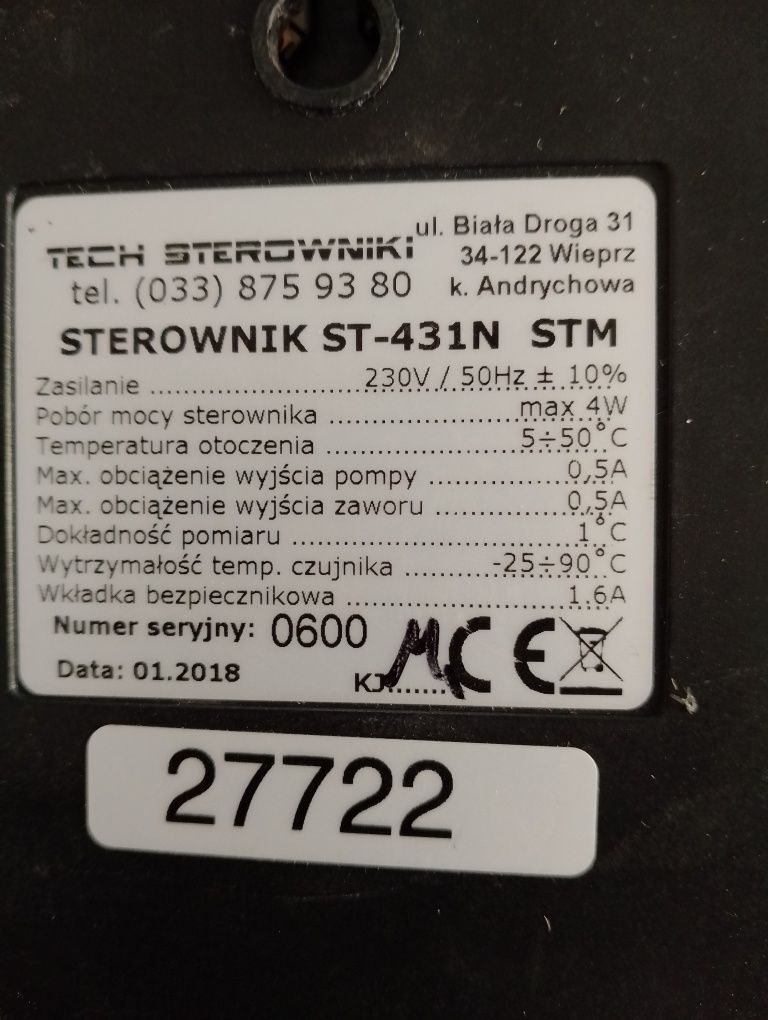 TECH STEROWNIKI
ul. Biała Droga 31
34-122 Wieprz
tel. (033) 875 93 80
k. Andrychowa
STEROWNIK ST-431N STM
Zasilanie ........................ 230V / 50Hz ± 10%
Pobór mocy sterownika ........................ max 4W
Temperatura otoczenia ........................ 5÷50°C
Max. obciążenie wyjścia pompy .................. 0,5A
Max. obciążenie wyjścia zaworu .................. 0,5A
Dokładność pomiaru .............................. 1°C
Wytrzymałość temp. czujnika .......... -25÷90°C
Wkładka bezpiecznikowa ........................ 1.6A
Numer seryjny: 0600
Data: 01.2018
KJ........
CE
27722